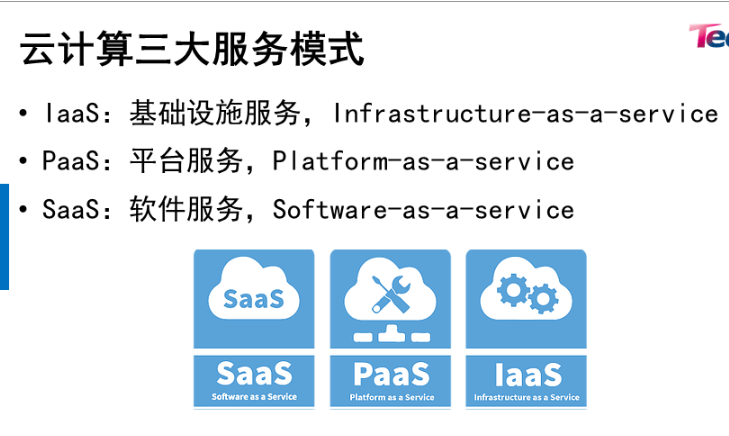 云计算三大服务模式
Tec
• IaaS：基础设施服务，Infrastructure-as-a-service
• PaaS：平台服务，Platform-as-a-service
• SaaS：软件服务，Software-as-a-service
SaaS
SaaS
Software as a Service
PaaS
Platform as a Service
IaaS
Infrastructure as a Service